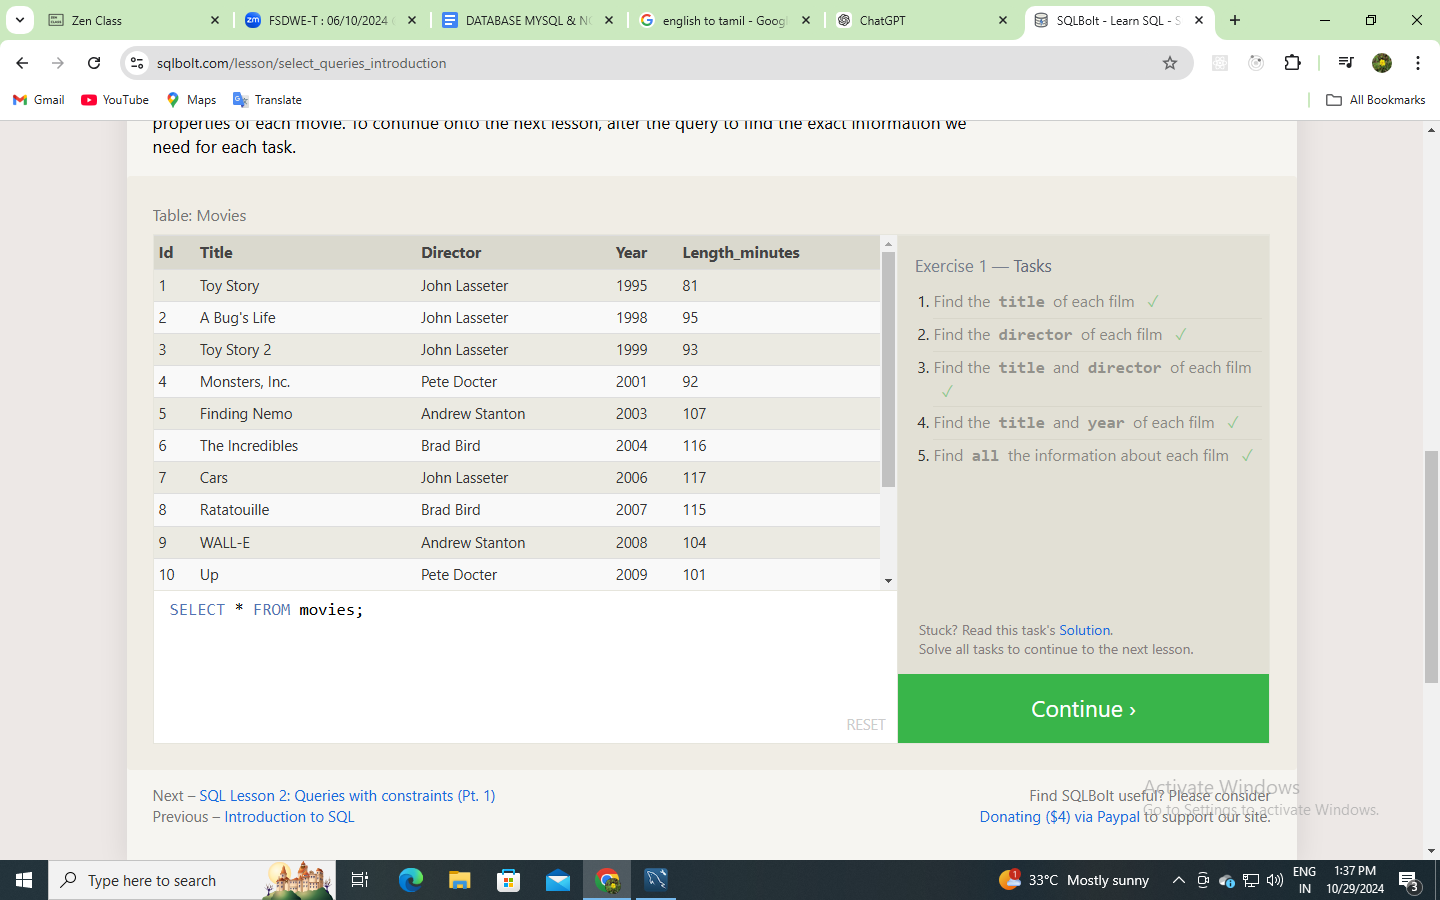 Zen Class
FSDWE-T : 06/10/2024
DATABASE MYSQL & N
english to tamil - Goog
ChatGPT
SQLBolt - Learn SQL - S
sqlbolt.com/lesson/select_queries_introduction
Gmail
YouTube
Maps
Translate
All Bookmarks
properties of each movie. To continue onto the next lesson, alter the query to find the exact information we
need for each task.
Table: Movies
Id Title Director Year Length_minutes
1 Toy Story John Lasseter 1995 81
2 A Bug's Life John Lasseter 1998 95
3 Toy Story 2 John Lasseter 1999 93
4 Monsters, Inc. Pete Docter 2001 92
5 Finding Nemo Andrew Stanton 2003 107
6 The Incredibles Brad Bird 2004 116
7 Cars John Lasseter 2006 117
8 Ratatouille Brad Bird 2007 115
9 WALL-E Andrew Stanton 2008 104
10 Up Pete Docter 2009 101
SELECT * FROM movies;
RESET
Exercise 1 — Tasks
1. Find the title of each film ✓
2. Find the director of each film ✓
3. Find the title and director of each film
✓
4. Find the title and year of each film ✓
5. Find all the information about each film ✓
Stuck? Read this task's Solution.
Solve all tasks to continue to the next lesson.
Continue ›
Next – SQL Lesson 2: Queries with constraints (Pt. 1)
Previous – Introduction to SQL
Find SQLBolt useful? Please consider
Donating ($4) via Paypal to support our site.
Activate Windows
Go to Settings to activate Windows.
Type here to search
1
33°C Mostly sunny
ENG
IN
1:37 PM
10/29/2024
3